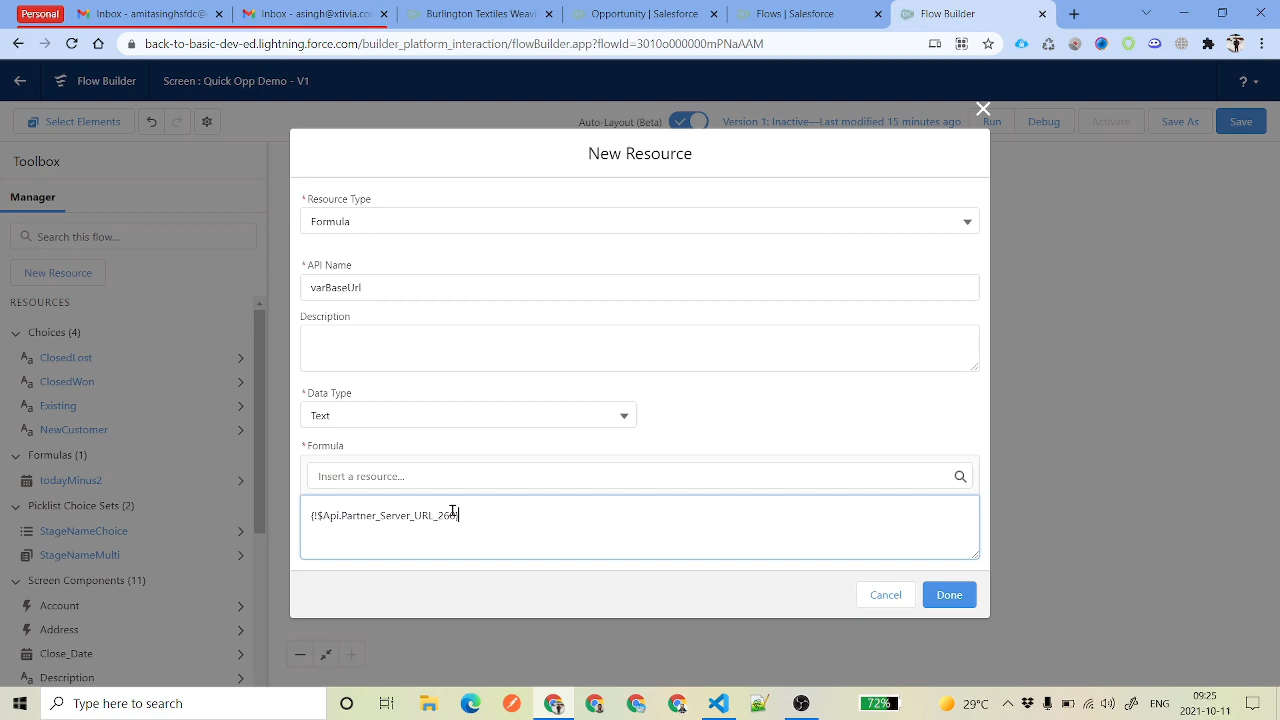 Personal
Inbox - amitasinghsfdc@
Inbox - asingh@axtria.con
Burlington Textiles Weavi
Opportunity | Salesforce
Flows | Salesforce
Flow Builder
back-to-basic-dev-ed.lightning.force.com/builder_platform_interaction/flowBuilder.app?flowId=3010o000000mPNaAAM
Flow Builder
Screen : Quick Opp Demo - V1
?
Select Elements
Auto-Layout (Beta)
Version 1: Inactive—Last modified 15 minutes ago
Run
Debug
Activate
Save As
Save
Toolbox
Manager
Search this flow...
New Resource
RESOURCES
Choices (4)
ClosedLost
ClosedWon
Existing
NewCustomer
Formulas (1)
todayMinus2
Picklist Choice Sets (2)
StageNameChoice
StageNameMulti
Screen Components (11)
Account
Address
Close_Date
Description
New Resource
* Resource Type
Formula
* API Name
varBaseUrl
Description
* Data Type
Text
* Formula
Insert a resource...
{!$Api.Partner_Server_URL_260}
Cancel
Done
Type here to search
72%
29°C
ENG
09:25
2021-10-11